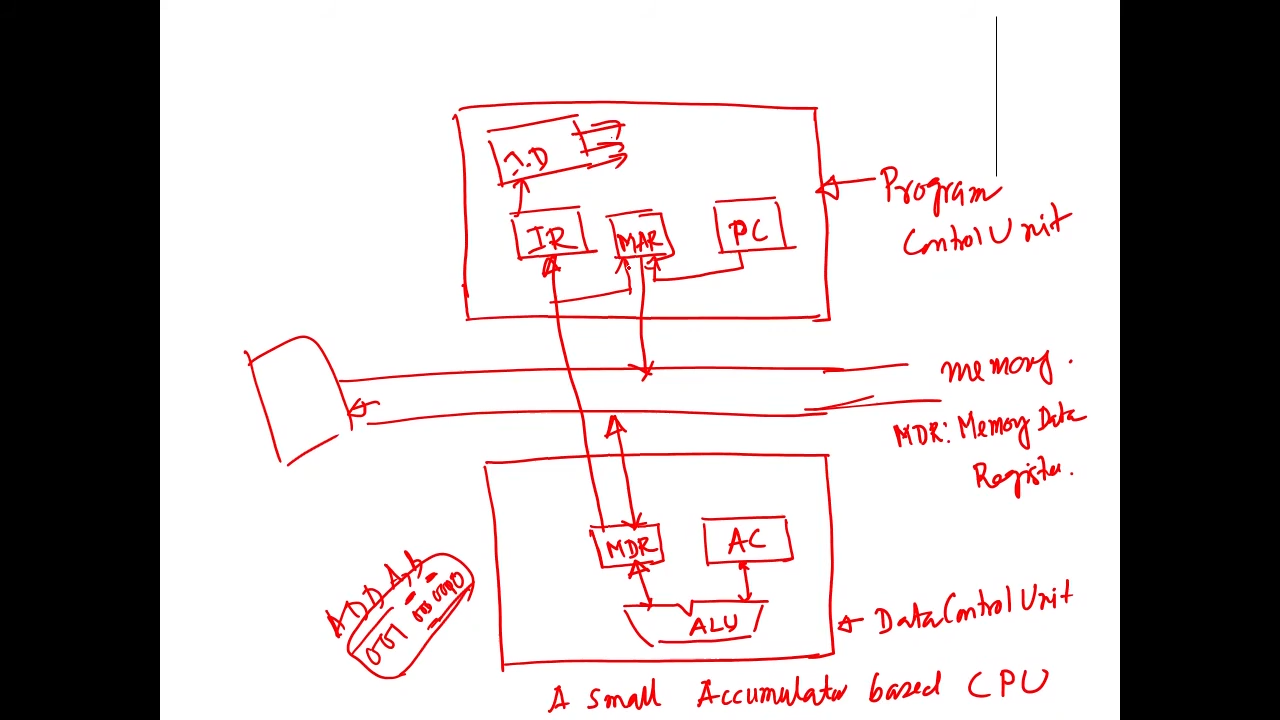 I.D
IR
MAR
PC
Program
Control Unit
Memory.
MDR: Memory Data
Register.
MDR
AC
ALU
ADD A,b
Data Control Unit
A small Accumulator based CPU